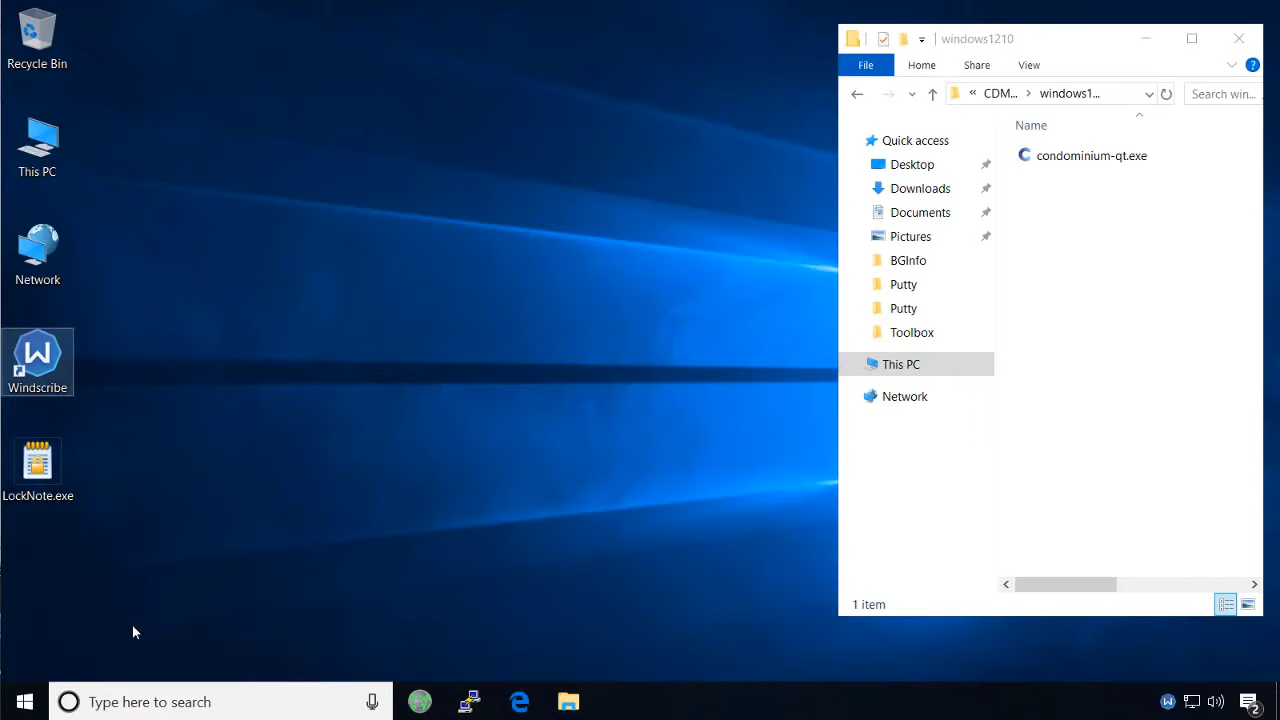 Recycle Bin
This PC
Network
Windscribe
LockNote.exe
windows1210
File Home Share View
« CDM... > windows1... Search win...
Name
condominium-qt.exe
Quick access
Desktop
Downloads
Documents
Pictures
BGInfo
Putty
Putty
Toolbox
This PC
Network
1 item
Type here to search
2